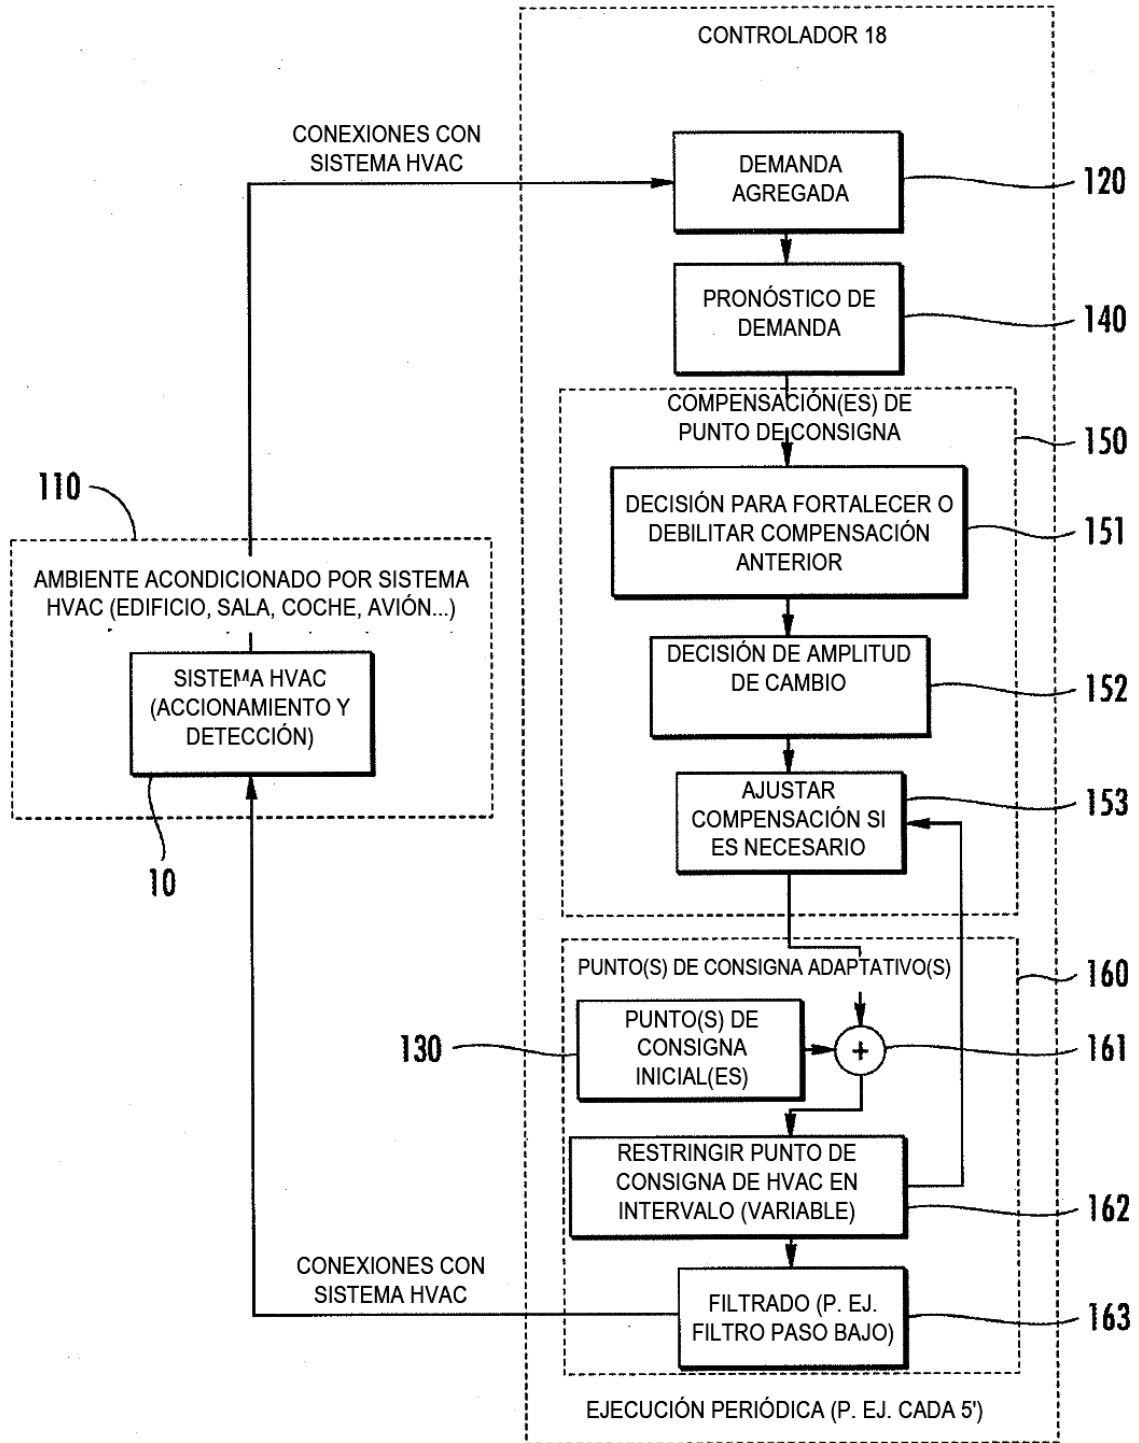 CONTROLADOR 18
CONEXIONES CON
SISTEMA HVAC
DEMANDA
AGREGADA
120
PRONÓSTICO DE
DEMANDA
140
COMPENSACIÓN(ES) DE
PUNTO DE CONSIGNA
150
DECISIÓN PARA FORTALECER O
DEBILITAR COMPENSACIÓN
ANTERIOR
151
110
AMBIENTE ACONDICIONADO POR SISTEMA
HVAC (EDIFICIO, SALA, COCHE, AVIÓN...)
SISTEMA HVAC
(ACCIONAMIENTO Y
DETECCIÓN)
10
DECISIÓN DE AMPLITUD
DE CAMBIO
152
AJUSTAR
COMPENSACIÓN SI
ES NECESARIO
153
PUNTO(S) DE CONSIGNA ADAPTATIVO(S)
160
PUNTO(S) DE
CONSIGNA
INICIAL(ES)
130
+
161
RESTRINGIR PUNTO DE
CONSIGNA DE HVAC EN
INTERVALO (VARIABLE)
162
CONEXIONES CON
SISTEMA HVAC
FILTRADO (P. EJ.
FILTRO PASO BAJO)
163
EJECUCIÓN PERIÓDICA (P. EJ. CADA 5')